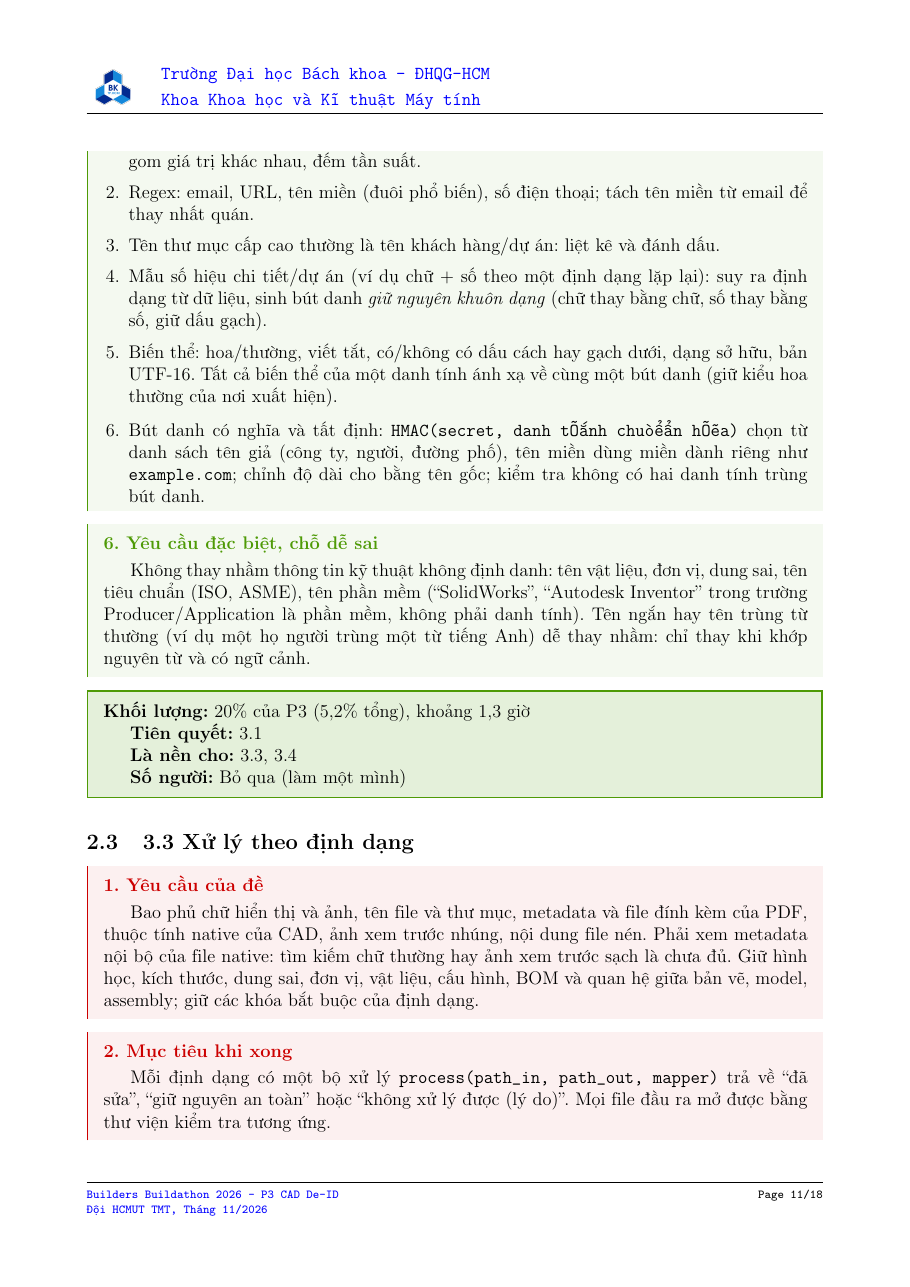 BK
Trường Đại học Bách khoa - ĐHQG-HCM
Khoa Khoa học và Kĩ thuật Máy tính
gom giá trị khác nhau, đếm tần suất.
2. Regex: email, URL, tên miền (đuôi phổ biến), số điện thoại; tách tên miền từ email để
thay nhất quán.
3. Tên thư mục cấp cao thường là tên khách hàng/dự án: liệt kê và đánh dấu.
4. Mẫu số hiệu chi tiết/dự án (ví dụ chữ + số theo một định dạng lặp lại): suy ra định
dạng từ dữ liệu, sinh bút danh giữ nguyên khuôn dạng (chữ thay bằng chữ, số thay bằng
số, giữ dấu gạch).
5. Biến thể: hoa/thường, viết tắt, có/không có dấu cách hay gạch dưới, dạng sở hữu, bản
UTF-16. Tất cả biến thể của một danh tính ánh xạ về cùng một bút danh (giữ kiểu hoa
thường của nơi xuất hiện).
6. Bút danh có nghĩa và tất định: HMAC(secret, danh tỐánh chuòểẩn hỐẽa) chọn từ
danh sách tên giả (công ty, người, đường phố), tên miền dùng miền dành riêng như
example.com; chỉnh độ dài cho bằng tên gốc; kiểm tra không có hai danh tính trùng
bút danh.
6. Yêu cầu đặc biệt, chỗ dễ sai
Không thay nhầm thông tin kỹ thuật không định danh: tên vật liệu, đơn vị, dung sai, tên
tiêu chuẩn (ISO, ASME), tên phần mềm (“SolidWorks”, “Autodesk Inventor” trong trường
Producer/Application là phần mềm, không phải danh tính). Tên ngắn hay tên trùng từ
thường (ví dụ một họ người trùng một từ tiếng Anh) dễ thay nhầm: chỉ thay khi khớp
nguyên từ và có ngữ cảnh.
Khối lượng: 20% của P3 (5,2% tổng), khoảng 1,3 giờ
Tiên quyết: 3.1
Là nền cho: 3.3, 3.4
Số người: Bỏ qua (làm một mình)
2.3 3.3 Xử lý theo định dạng
1. Yêu cầu của đề
Bao phủ chữ hiển thị và ảnh, tên file và thư mục, metadata và file đính kèm của PDF,
thuộc tính native của CAD, ảnh xem trước nhúng, nội dung file nén. Phải xem metadata
nội bộ của file native: tìm kiếm chữ thường hay ảnh xem trước sạch là chưa đủ. Giữ hình
học, kích thước, dung sai, đơn vị, vật liệu, cấu hình, BOM và quan hệ giữa bản vẽ, model,
assembly; giữ các khóa bắt buộc của định dạng.
2. Mục tiêu khi xong
Mỗi định dạng có một bộ xử lý process(path_in, path_out, mapper) trả về “đã
sửa”, “giữ nguyên an toàn” hoặc “không xử lý được (lý do)”. Mọi file đầu ra mở được bằng
thư viện kiểm tra tương ứng.
Builders Buildathon 2026 - P3 CAD De-ID
Page 11/18
Đội HCMUT TMT, Tháng 11/2026